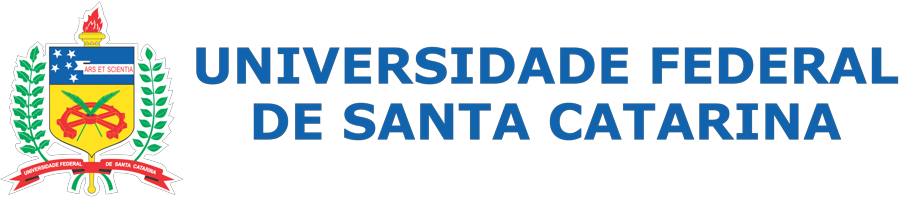 ARS ET SCIENTIA
UNIVERSIDADE FEDERAL DE SANTA CATARINA
UNIVERSIDADE FEDERAL
DE SANTA CATARINA